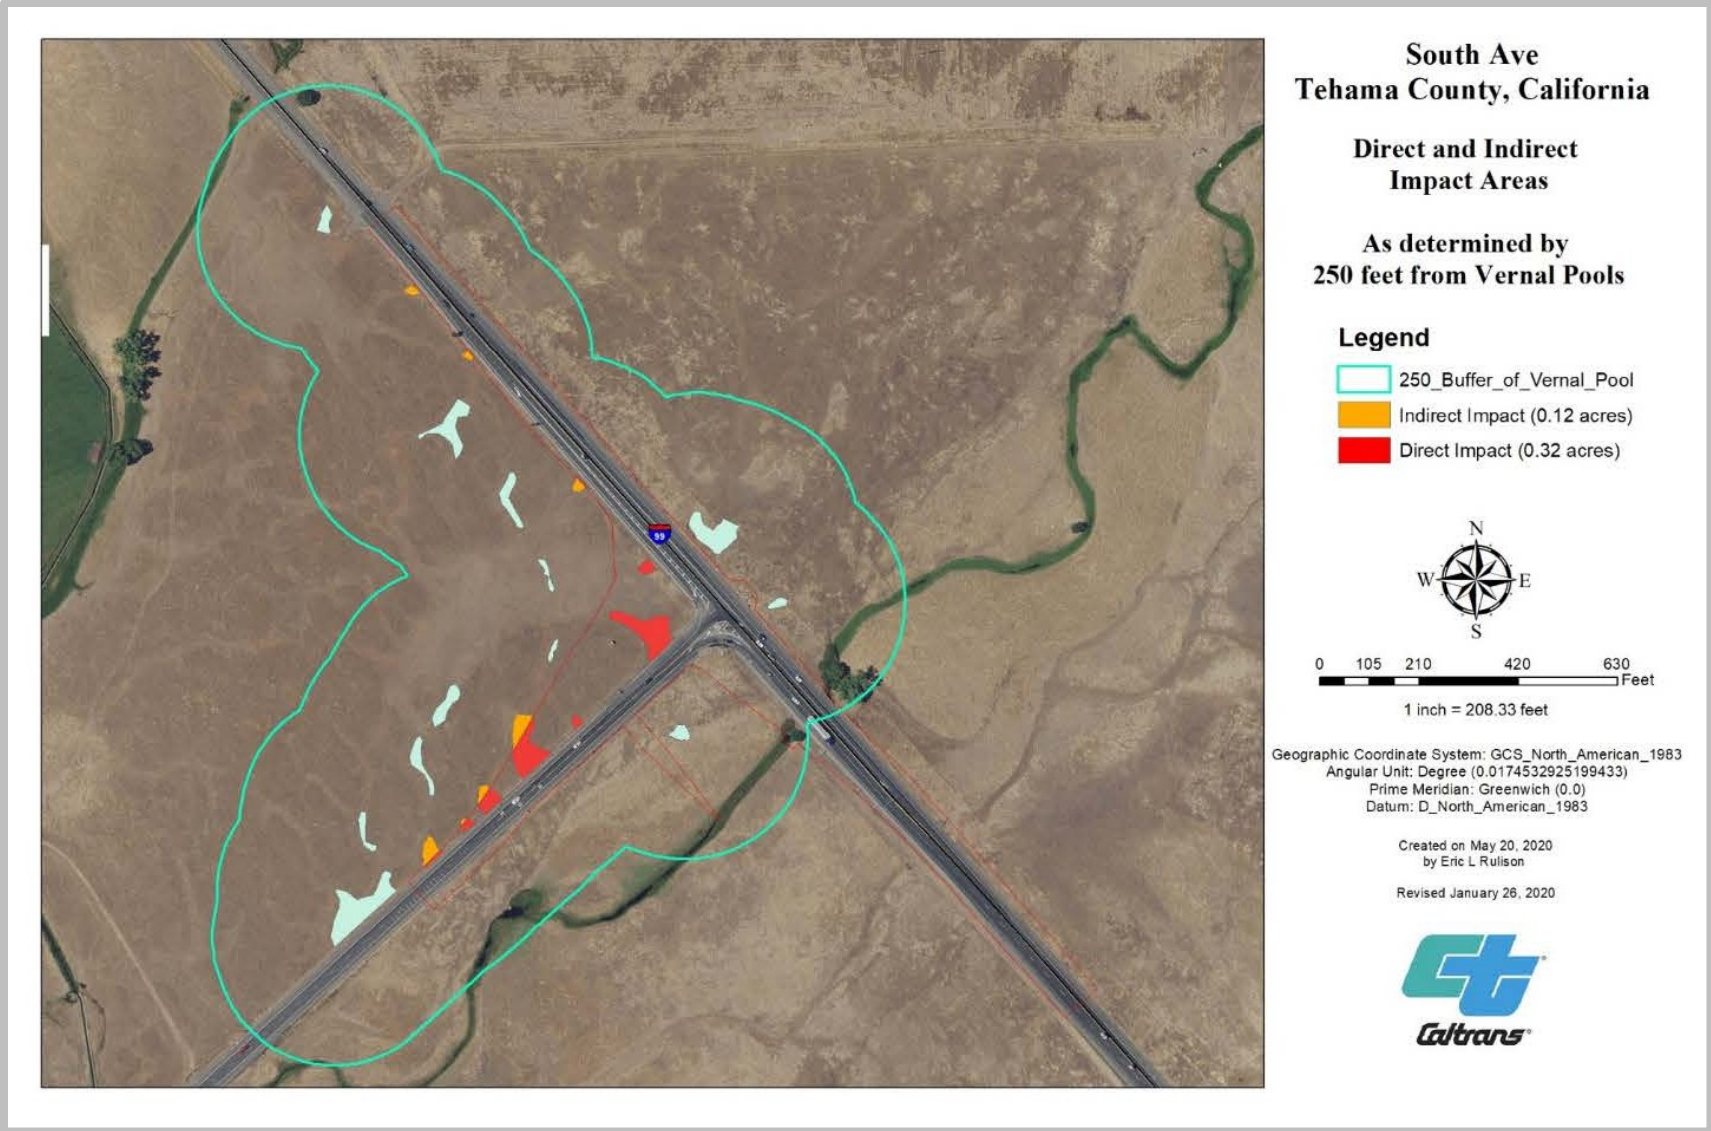 South Ave
Tehama County, California
Direct and Indirect
Impact Areas
As determined by
250 feet from Vernal Pools
Legend
250_Buffer_of_Vernal_Pool
Indirect Impact (0.12 acres)
Direct Impact (0.32 acres)
99
N
W E
S
0 105 210 420 630
Feet
1 inch = 208.33 feet
Geographic Coordinate System: GCS_North_American_1983
Angular Unit: Degree (0.0174532925199433)
Prime Meridian: Greenwich (0.0)
Datum: D_North_American_1983
Created on May 20, 2020
by Eric L Rulison
Revised January 26, 2020
Caltrans®